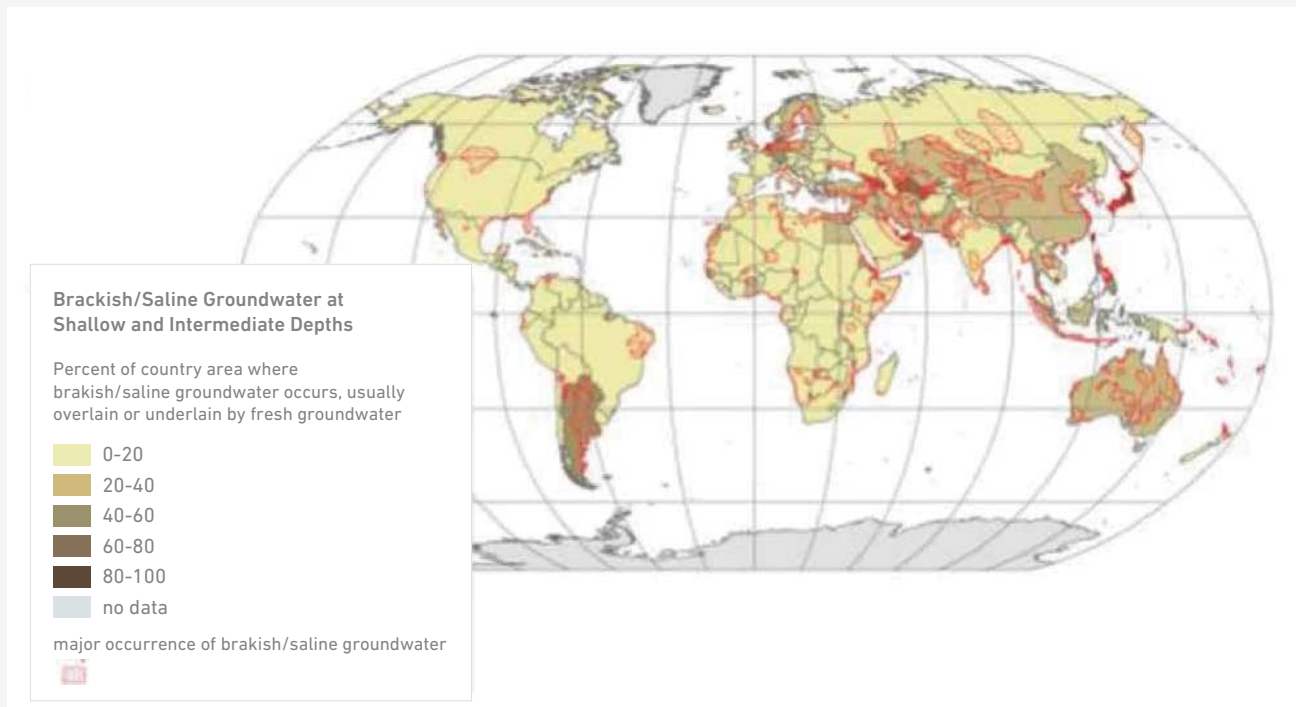 Brackish/Saline Groundwater at
Shallow and Intermediate Depths
Percent of country area where
brakish/saline groundwater occurs, usually
overlain or underlain by fresh groundwater
0-20
20-40
40-60
60-80
80-100
no data
major occurrence of brakish/saline groundwater